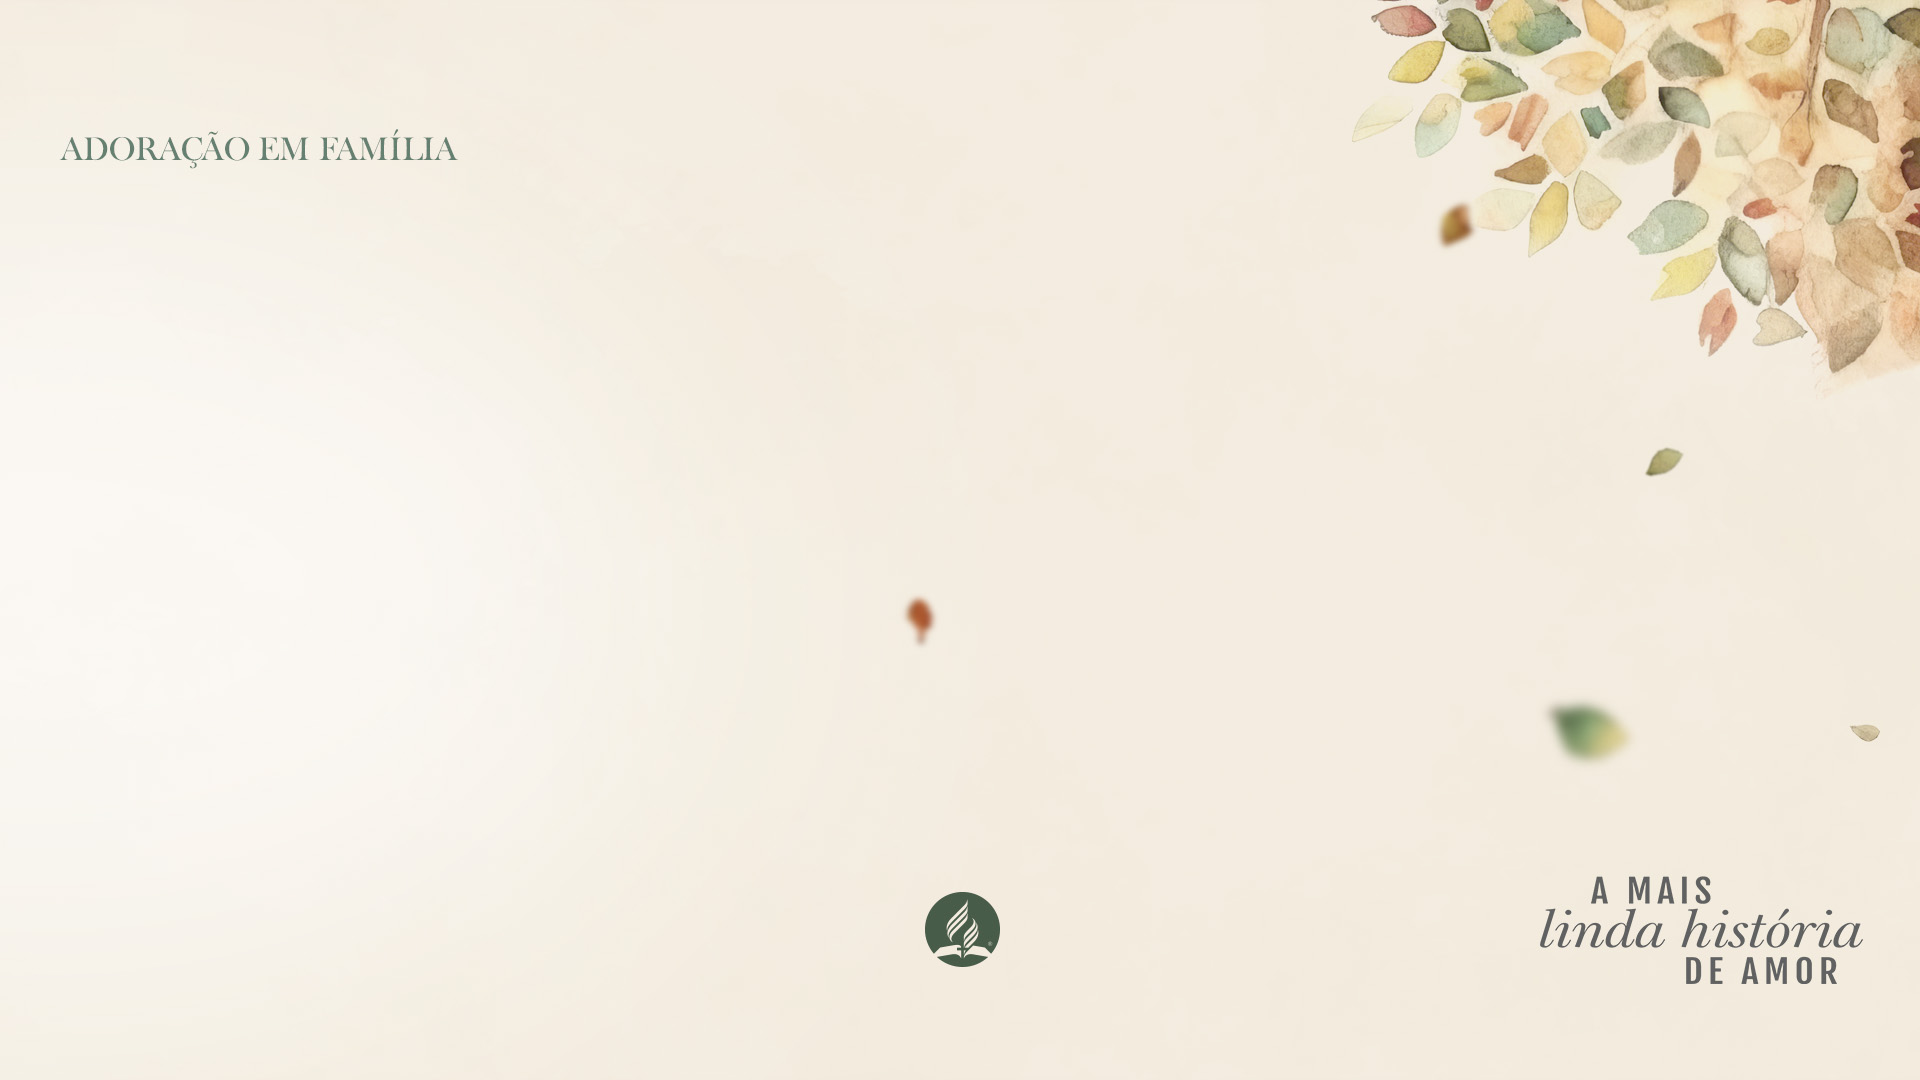 ADORAÇÃO EM FAMÍLIA
A MAIS
linda história
DE AMOR